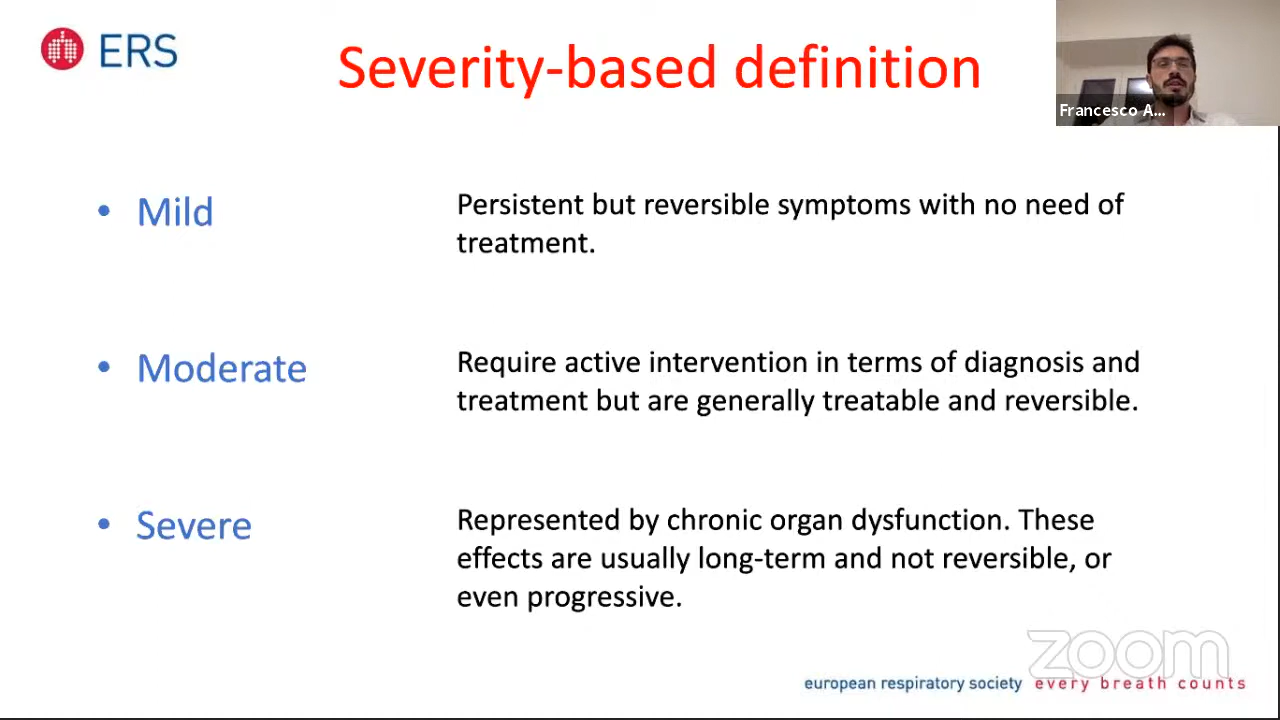 ERS
Severity-based definition
Francesco A...
• Mild
Persistent but reversible symptoms with no need of
treatment.
• Moderate
Require active intervention in terms of diagnosis and
treatment but are generally treatable and reversible.
• Severe
Represented by chronic organ dysfunction. These
effects are usually long-term and not reversible, or
even progressive.
zoom
european respiratory society every breath counts